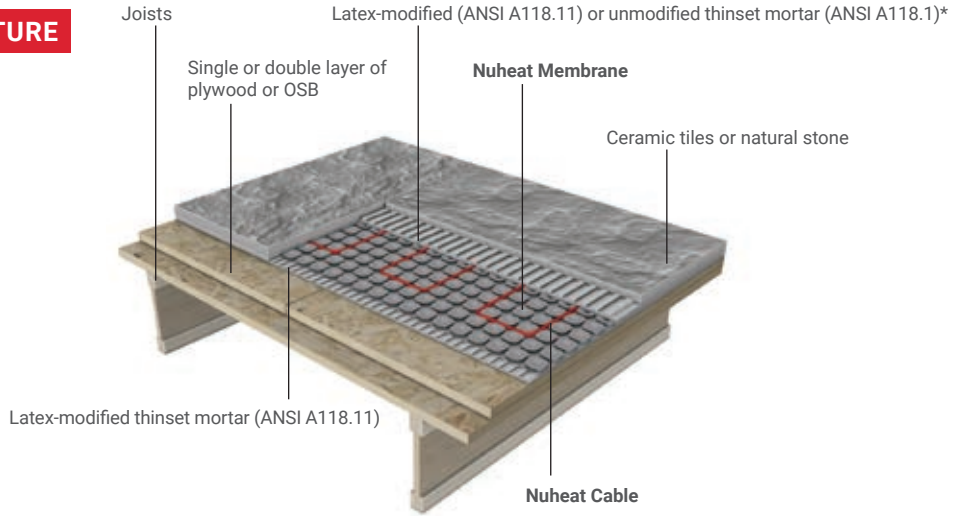 Joists
Latex-modified (ANSI A118.11) or unmodified thinset mortar (ANSI A118.1)*
TURE
Single or double layer of
plywood or OSB
Nuheat Membrane
Ceramic tiles or natural stone
Latex-modified thinset mortar (ANSI A118.11)
Nuheat Cable